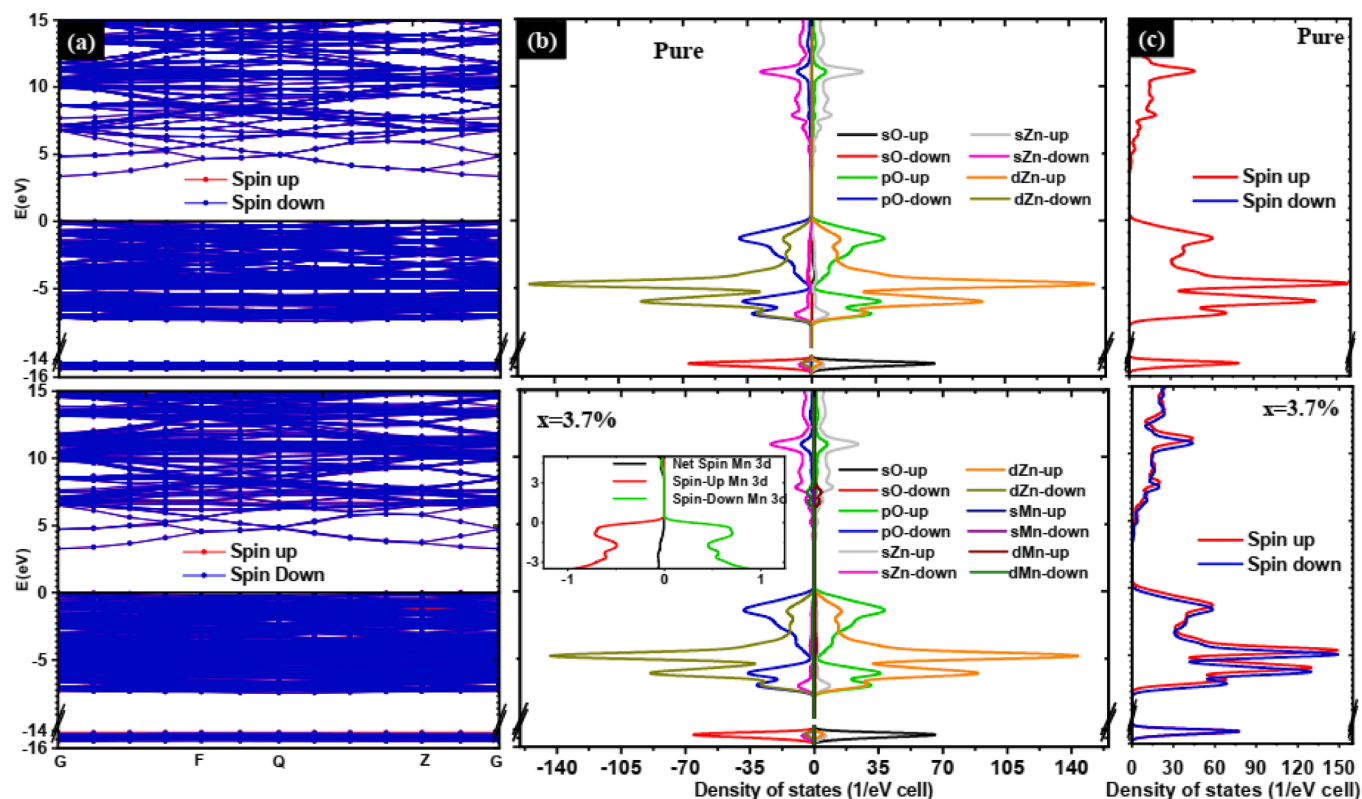 (a)
15
10
5
0
-5
-14
-16
E(eV)
Spin up
Spin down
(b)
Pure
sO-up
sZn-up
sO-down
sZn-down
pO-up
dZn-up
pO-down
dZn-down
(c)
Pure
Spin up
Spin down
15
10
5
0
-5
-14
-16
E(eV)
Spin up
Spin Down
G
F
Q
Z
G
x=3.7%
Net Spin Mn 3d
Spin-Up Mn 3d
Spin-Down Mn 3d
3
0
-3
-1
0
1
sO-up
dZn-up
sO-down
dZn-down
pO-up
sMn-up
pO-down
sMn-down
sZn-up
dMn-up
sZn-down
dMn-down
-140 -105 -70 -35 0 35 70 105 140
Density of states (1/eV cell)
x=3.7%
Spin up
Spin down
0 30 60 90 120 150
Density of states (1/eV cell)